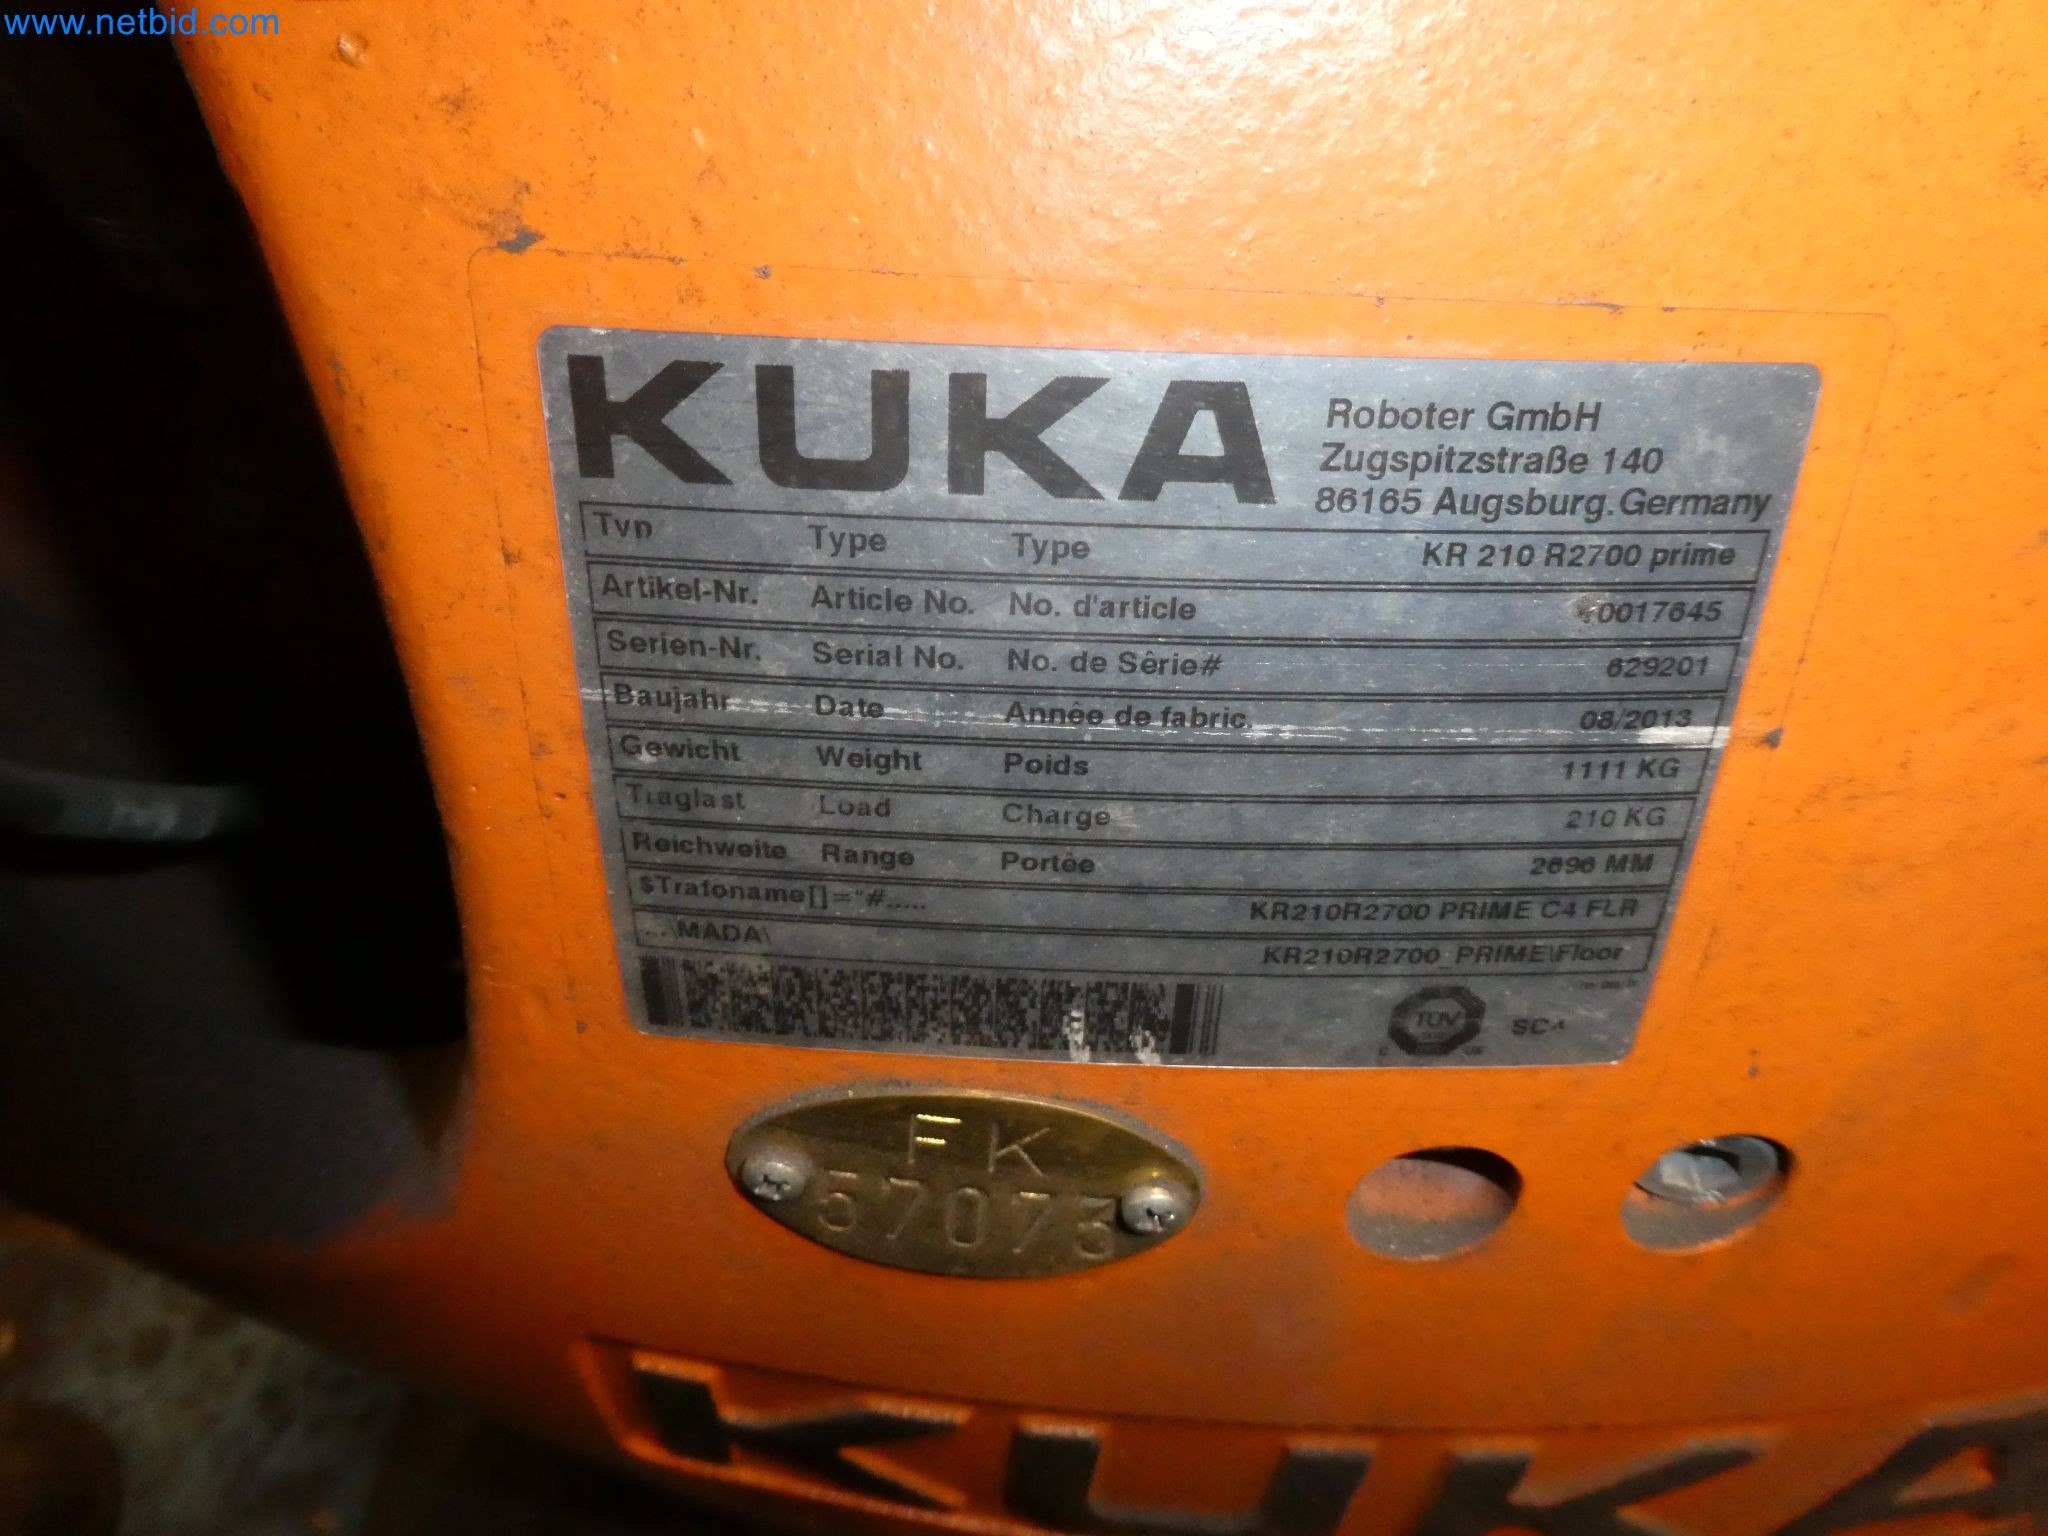 www.netbid.com
KUKA
Roboter GmbH
Zugspitzstraße 140
86165 Augsburg.Germany
Typ Type Type KR 210 R2700 prime
Artikel-Nr. Article No. No. d'article 0017645
Serien-Nr. Serial No. No. de Sêrie# 629201
Baujahr Date Annêe de fabric. 08/2013
Gewicht Weight Poids 1111 KG
Traglast Load Charge 210 KG
Reichweite Range Portêe 2696 MM
$Trafoname[]="#..... KR210R2700 PRIME C4 FLR
...\MADA\ KR210R2700_PRIME\Floor
TÜV
FK
57073
KUKA